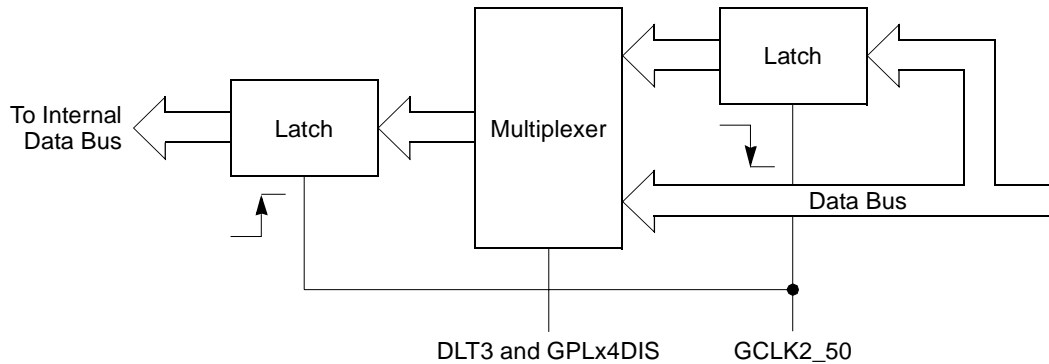 To Internal
Data Bus
Latch
Multiplexer
Latch
Data Bus
DLT3 and GPLx4DIS
GCLK2_50